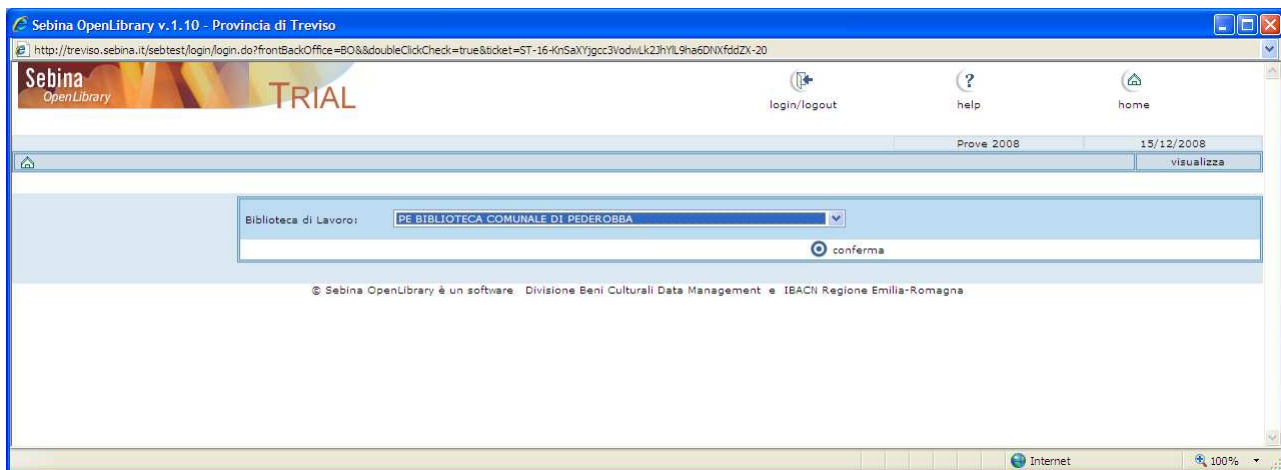 Sebina OpenLibrary v.1.10 - Provincia di Treviso
http://treviso.sebina.it/sebtest/login/login.do?frontBackOffice=BO&&doubleClickCheck=true&ticket=ST-16-KnSaXYjgcc3VodwLk2JhYlL9ha6DNXfddZX-20
Sebina
OpenLibrary
TRIAL
login/logout
help
home
Prove 2008
15/12/2008
visualizza
Biblioteca di Lavoro:
PE BIBLIOTECA COMUNALE DI PEDEROBBA
conferma
© Sebina OpenLibrary è un software Divisione Beni Culturali Data Management e IBACN Regione Emilia-Romagna
Internet
100%